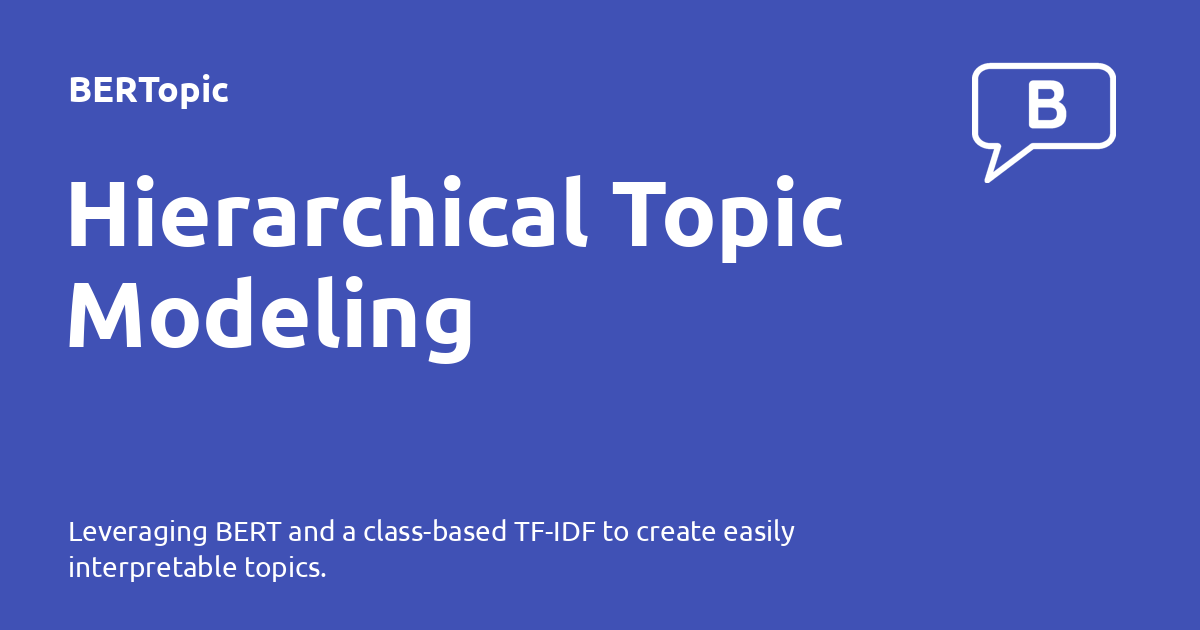 BERTopic
B
Hierarchical Topic
Modeling
Leveraging BERT and a class-based TF-IDF to create easily
interpretable topics.